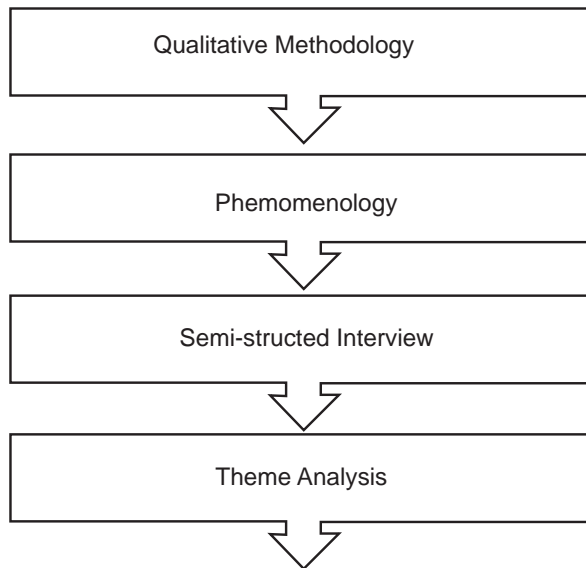 Qualitative Methodology
Phemomenology
Semi-structed Interview
Theme Analysis